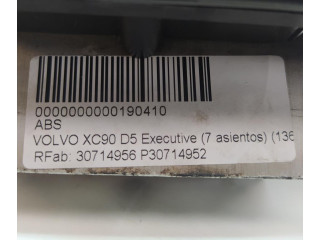 0000000000190410
ABS
VOLVO XC90 D5 Executive (7 asientos) (136
RFab: 30714956 P30714952